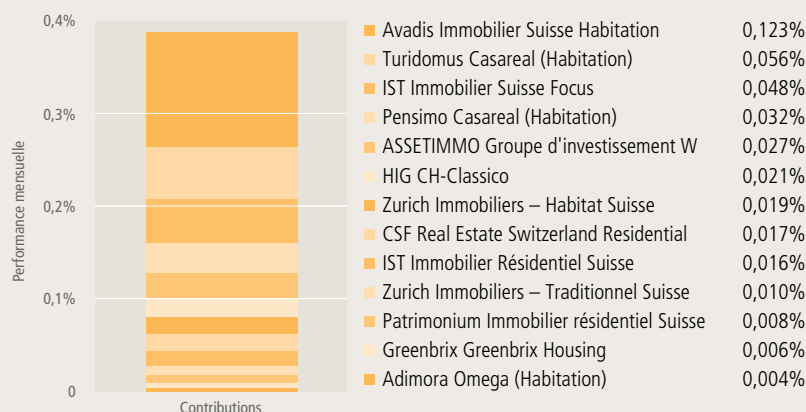 0,4%
0,3%
0,2%
0,1%
0
Performance mensuelle
Contributions
Avadis Immobilier Suisse Habitation 0,123%
Turidomus Casareal (Habitation) 0,056%
IST Immobilier Suisse Focus 0,048%
Pensimo Casareal (Habitation) 0,032%
ASSETIMMO Groupe d'investissement W 0,027%
HIG CH-Classico 0,021%
Zurich Immobiliers – Habitat Suisse 0,019%
CSF Real Estate Switzerland Residential 0,017%
IST Immobilier Résidentiel Suisse 0,016%
Zurich Immobiliers – Traditionnel Suisse 0,010%
Patrimonium Immobilier résidentiel Suisse 0,008%
Greenbrix Greenbrix Housing 0,006%
Adimora Omega (Habitation) 0,004%